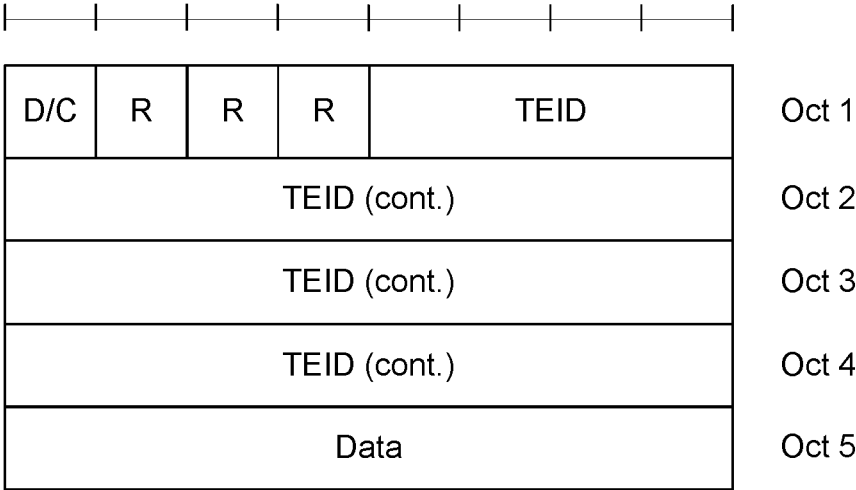 D/C R R R TEID Oct 1
TEID (cont.) Oct 2
TEID (cont.) Oct 3
TEID (cont.) Oct 4
Data Oct 5